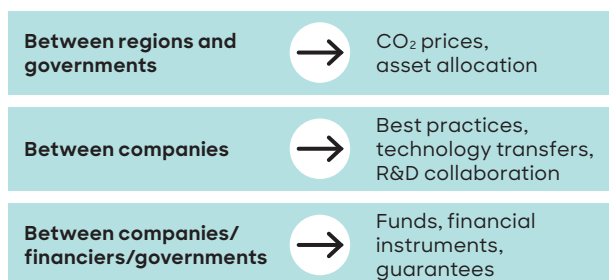 Between regions and
governments
CO₂ prices,
asset allocation
Between companies
Best practices,
technology transfers,
R&D collaboration
Between companies/
financiers/governments
Funds, financial
instruments,
guarantees